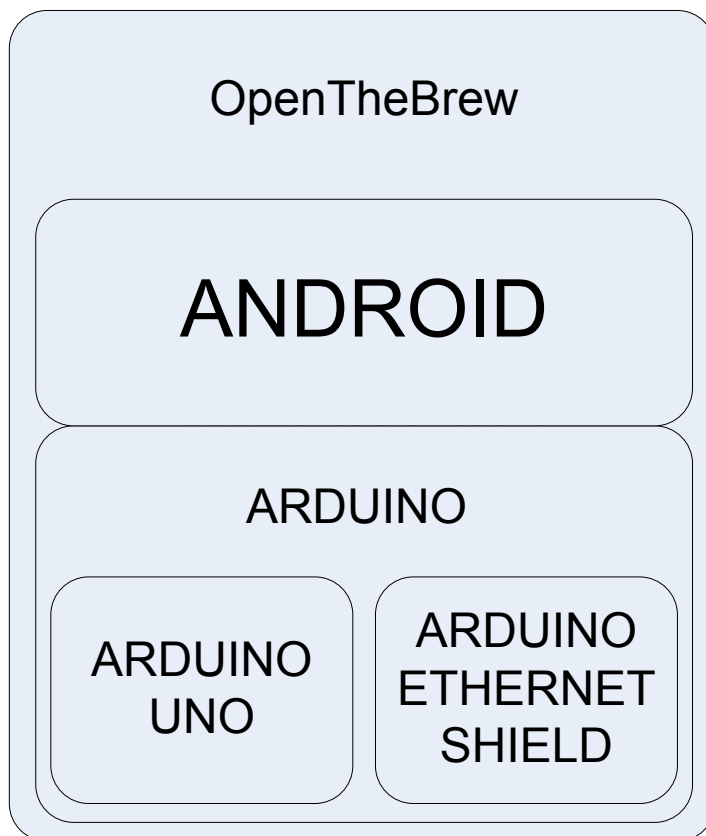 OpenTheBrew
ANDROID
ARDUINO
ARDUINO
UNO
ARDUINO
ETHERNET
SHIELD